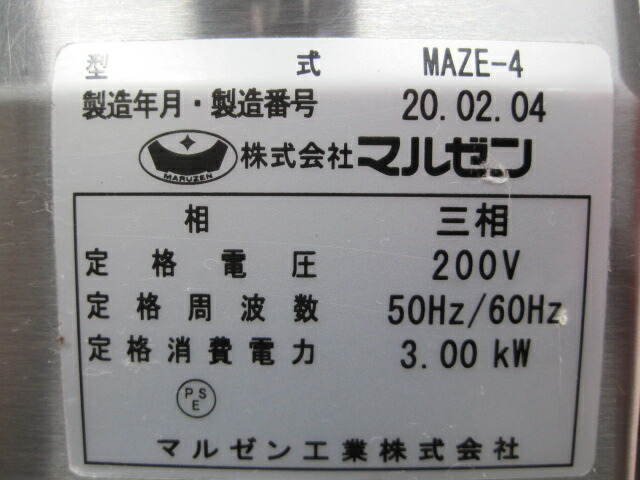 型式 MAZE-4
製造年月・製造番号 20.02.04
MARUZEN 株式会社 マルゼン
相 三相
定格電圧 200V
定格周波数 50Hz/60Hz
定格消費電力 3.00 kW
PSE
マルゼン工業株式会社